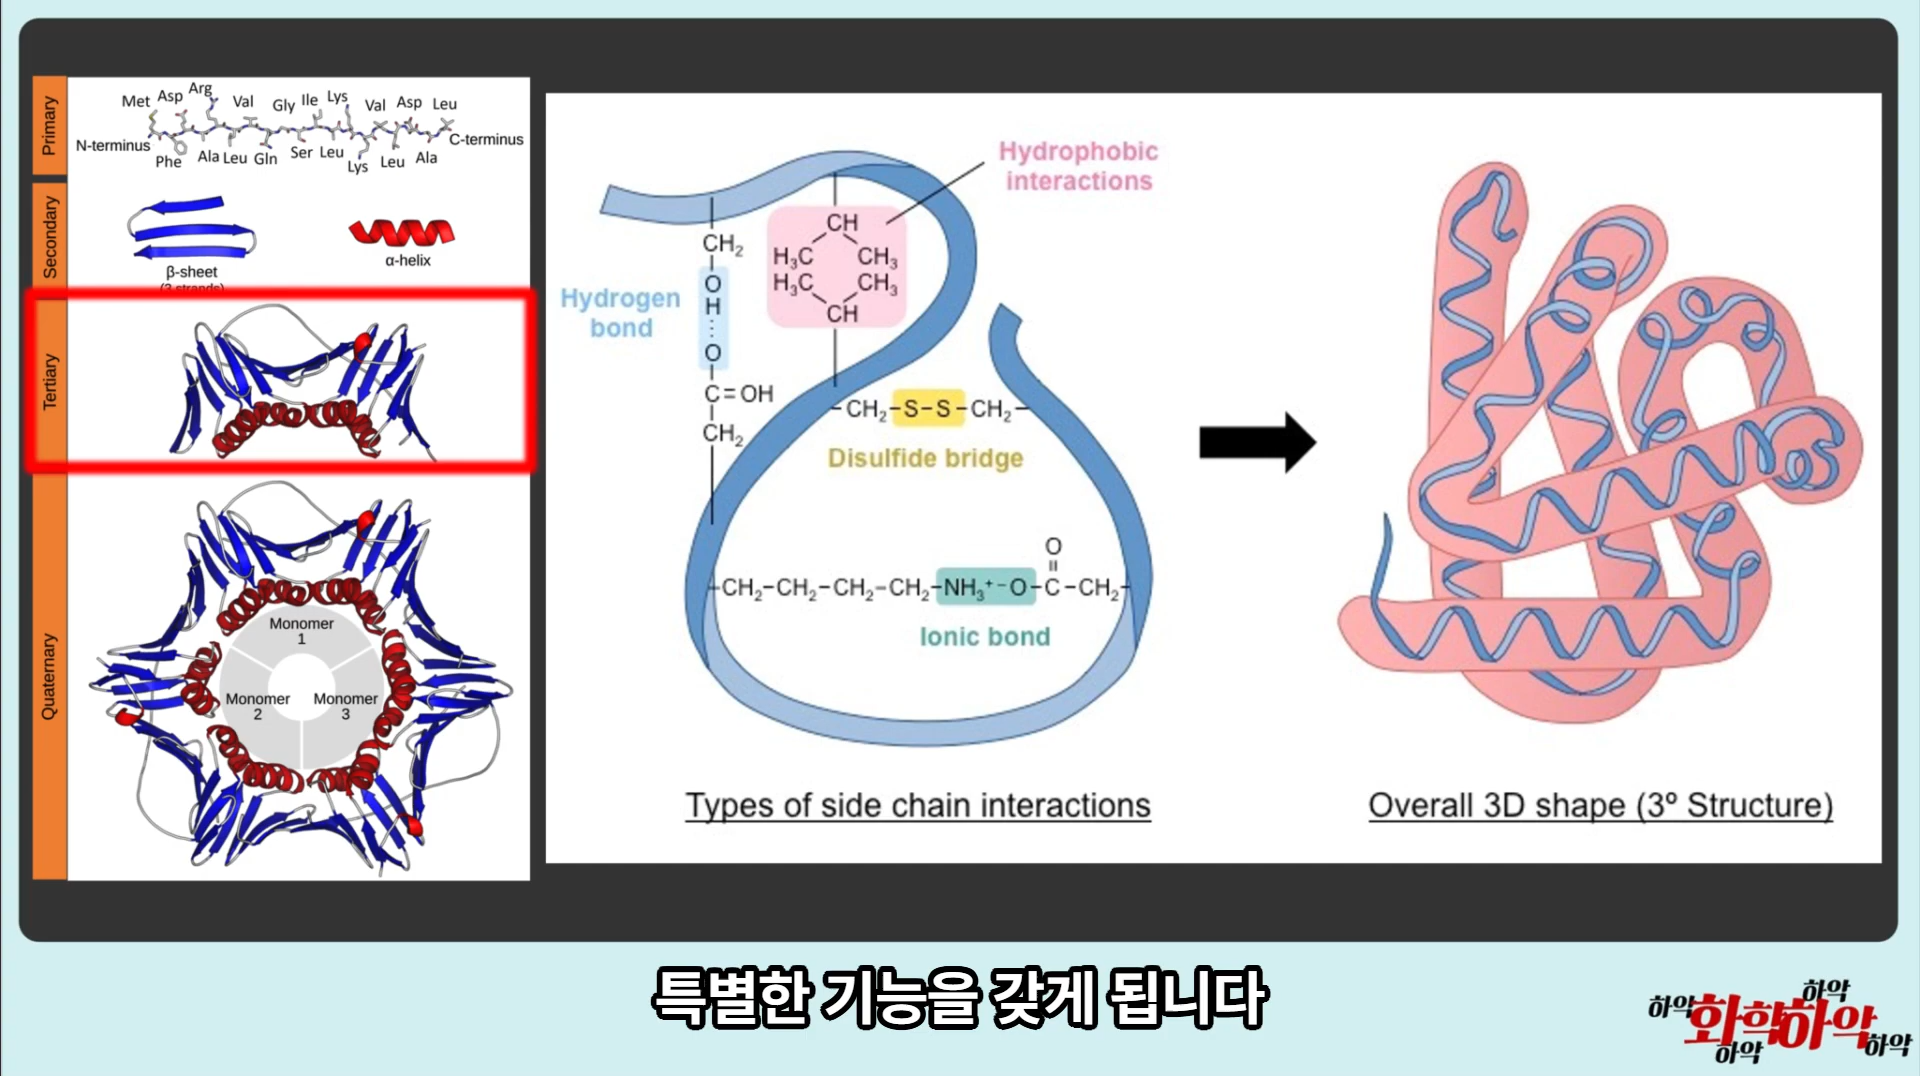 Primary
Met Asp Arg Val Gly Ile Lys Val Asp Leu
N-terminus C-terminus
Phe Ala Leu Gln Ser Leu Lys Leu Ala
Secondary
β-sheet
(3 strands)
α-helix
Tertiary
Quaternary
Monomer
1
Monomer
2
Monomer
3
Hydrophobic
interactions
Hydrogen
bond
CH₂
O
H
O
C=OH
CH₂
CH
H₃C CH₃
H₃C CH₃
CH
-CH₂-S-S-CH₂-
Disulfide bridge
O
-CH₂-CH₂-CH₂-CH₂-NH₃⁺⁻O-C-CH₂-
Ionic bond
Types of side chain interactions
Overall 3D shape (3º Structure)
특별한 기능을 갖게 됩니다
하악
하악
화학하악
하악
하악